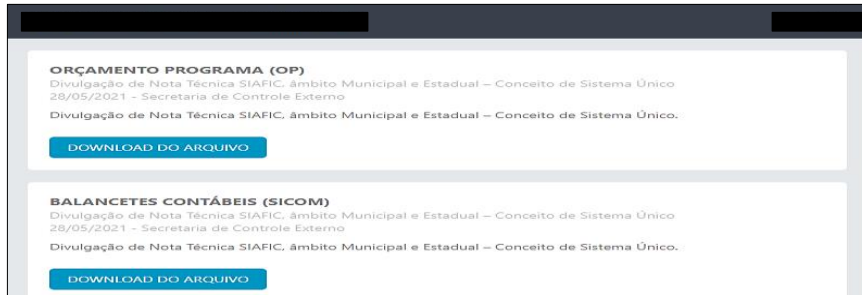 ORÇAMENTO PROGRAMA (OP)
Divulgação de Nota Técnica SIAFIC, âmbito Municipal e Estadual – Conceito de Sistema Único
28/05/2021 - Secretaria de Controle Externo
Divulgação de Nota Técnica SIAFIC, âmbito Municipal e Estadual – Conceito de Sistema Único.
DOWNLOAD DO ARQUIVO
BALANCETES CONTÁBEIS (SICOM)
Divulgação de Nota Técnica SIAFIC, âmbito Municipal e Estadual – Conceito de Sistema Único
28/05/2021 - Secretaria de Controle Externo
Divulgação de Nota Técnica SIAFIC, âmbito Municipal e Estadual – Conceito de Sistema Único.
DOWNLOAD DO ARQUIVO